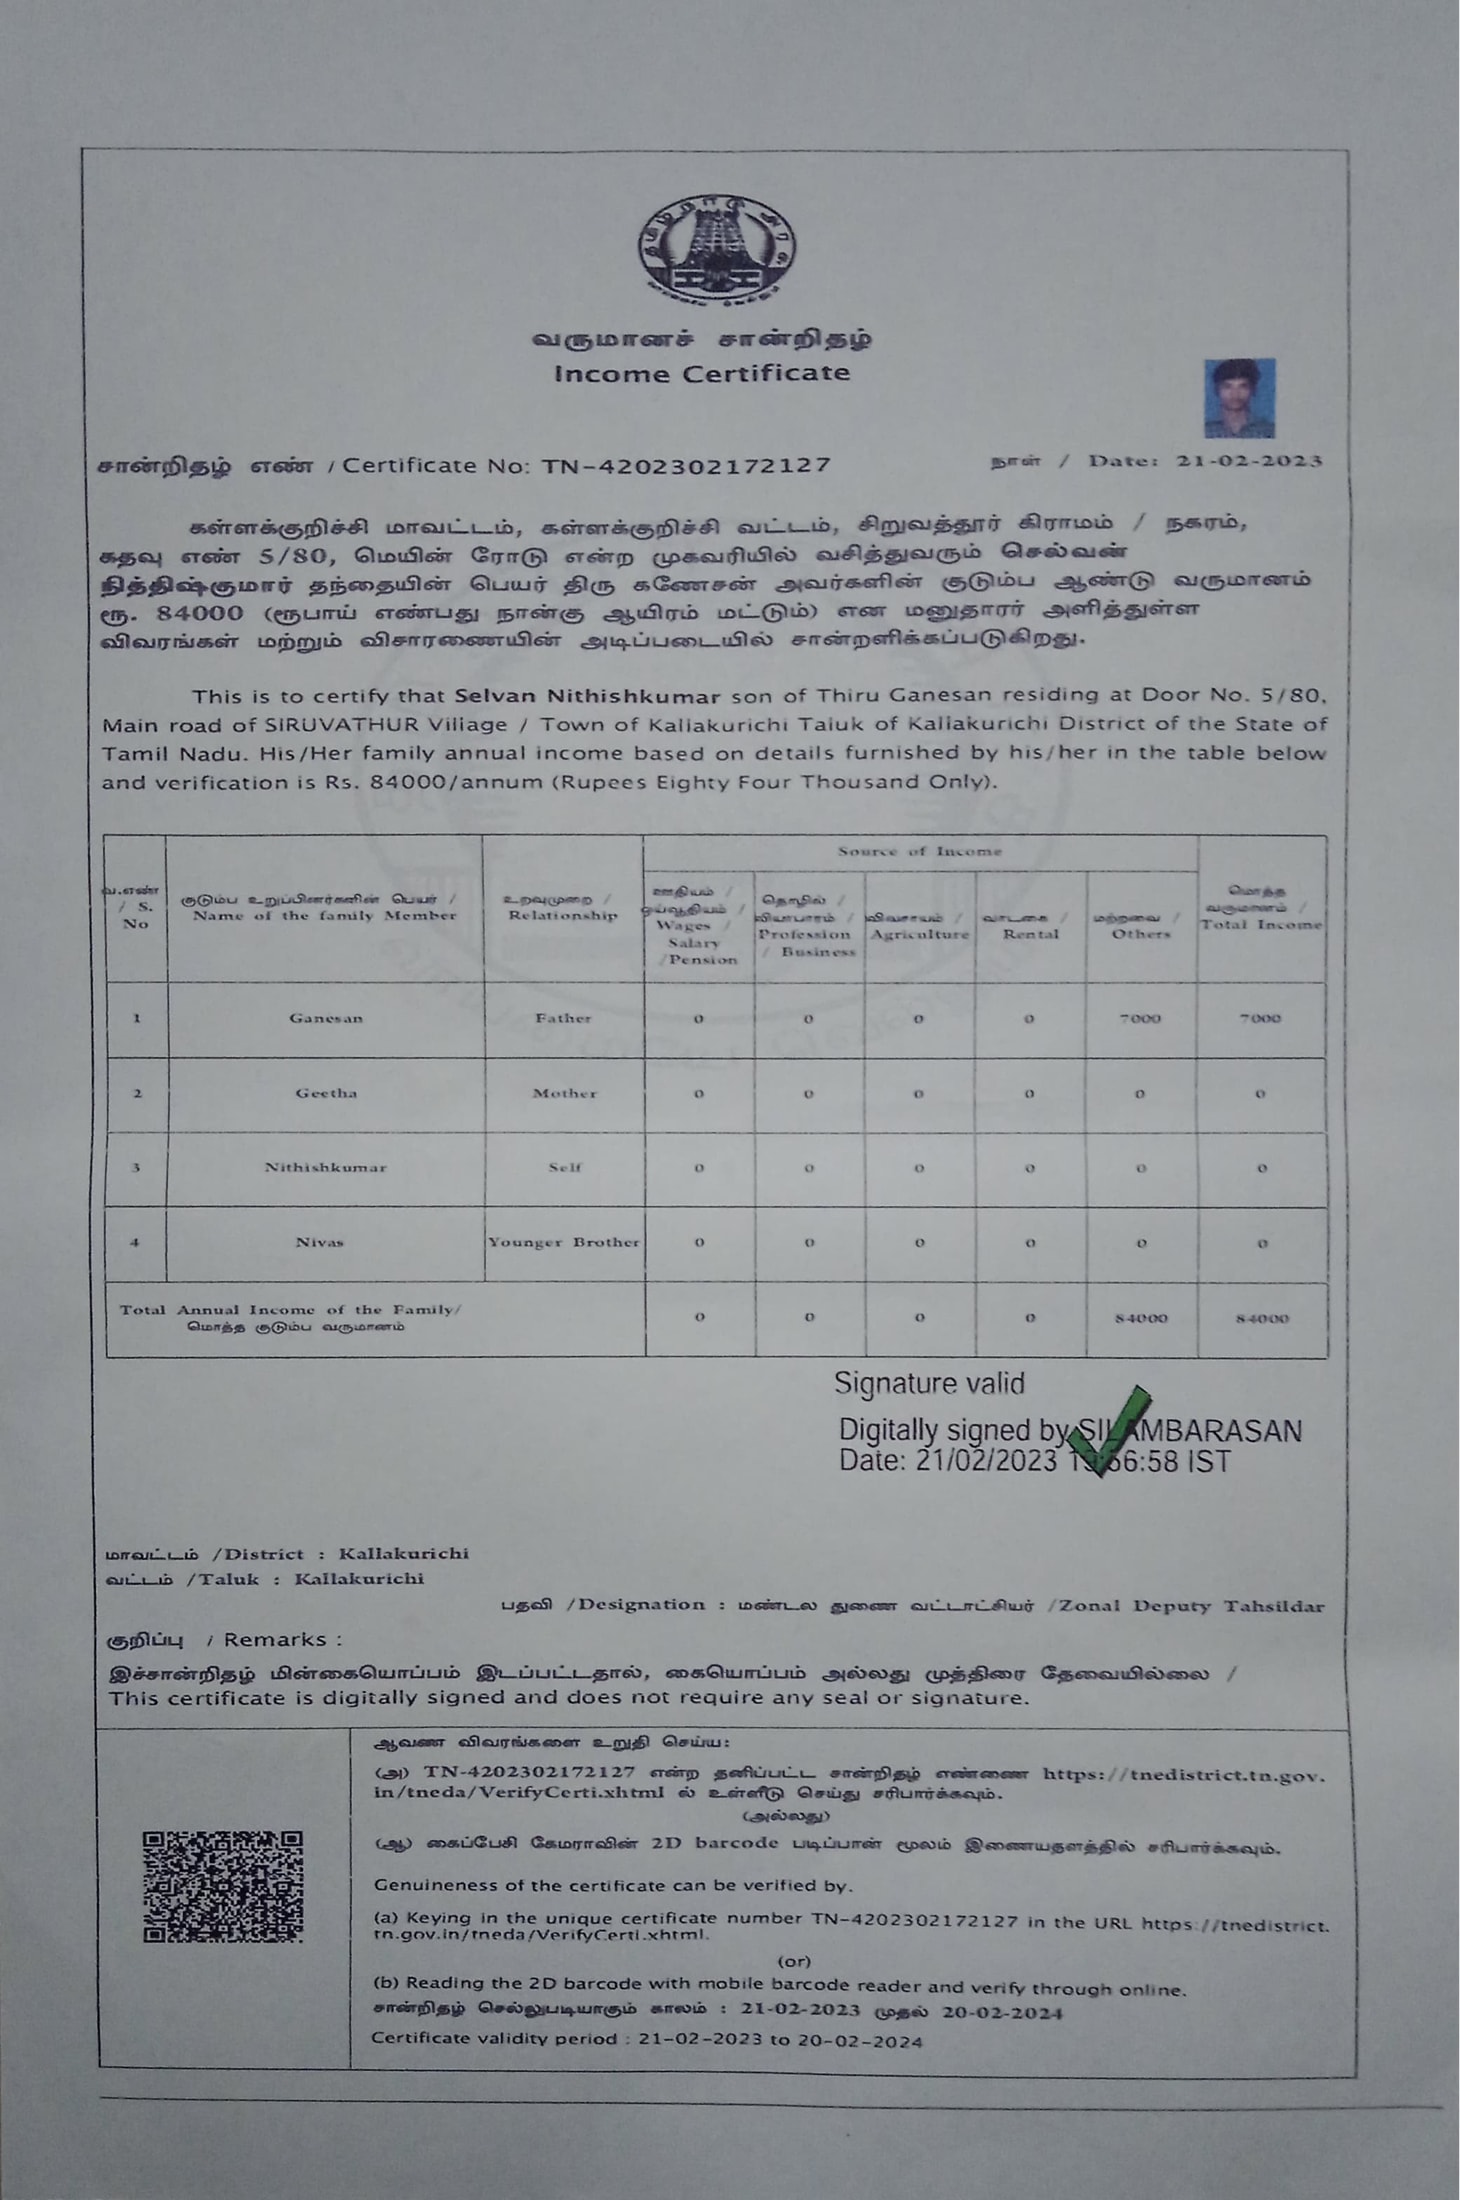 தமிழ்நாடு அரசு
வருமானச் சான்றிதழ்
Income Certificate
சான்றிதழ் எண் / Certificate No: TN-4202302172127
நாள் / Date: 21-02-2023
கள்ளக்குறிச்சி மாவட்டம், கள்ளக்குறிச்சி வட்டம், சிறுவத்தூர் கிராமம் / நகரம்,
கதவு எண் 5/80, மெயின் ரோடு என்ற முகவரியில் வசித்துவரும் செல்வன்
நித்திஷ்குமார் தந்தையின் பெயர் திரு கணேசன் அவர்களின் குடும்ப ஆண்டு வருமானம்
ரூ. 84000 (ரூபாய் எண்பது நான்கு ஆயிரம் மட்டும்) என மனுதாரர் அளித்துள்ள
விவரங்கள் மற்றும் விசாரணையின் அடிப்படையில் சான்றளிக்கப்படுகிறது.
This is to certify that Selvan Nithishkumar son of Thiru Ganesan residing at Door No. 5/80,
Main road of SIRUVATHUR Village / Town of Kallakurichi Taluk of Kallakurichi District of the State of
Tamil Nadu. His/Her family annual income based on details furnished by his/her in the table below
and verification is Rs. 84000/annum (Rupees Eighty Four Thousand Only).
Source of Income
வ.எண் / S. No
குடும்ப உறுப்பினர்களின் பெயர் / Name of the family Member
உறவுமுறை / Relationship
ஊதியம் / ஓய்வூதியம் / Wages / Salary /Pension
தொழில் / வியாபாரம் / Profession / Business
விவசாயம் / Agriculture
வாடகை / Rental
மற்றவை / Others
மொத்த வருமானம் / Total Income
1 Ganesan Father 0 0 0 0 7000 7000
2 Geetha Mother 0 0 0 0 0 0
3 Nithishkumar Self 0 0 0 0 0 0
4 Nivas Younger Brother 0 0 0 0 0 0
Total Annual Income of the Family/
மொத்த குடும்ப வருமானம்
0 0 0 0 84000 84000
Signature valid
Digitally signed by SILAMBARASAN
Date: 21/02/2023 :56:58 IST
மாவட்டம் /District : Kallakurichi
வட்டம் /Taluk : Kallakurichi
பதவி /Designation : மண்டல துணை வட்டாட்சியர் /Zonal Deputy Tahsildar
குறிப்பு / Remarks :
இச்சான்றிதழ் மின்கையொப்பம் இடப்பட்டதால், கையொப்பம் அல்லது முத்திரை தேவையில்லை /
This certificate is digitally signed and does not require any seal or signature.
ஆவண விவரங்களை உறுதி செய்ய:
(அ) TN-4202302172127 என்ற தனிப்பட்ட சான்றிதழ் எண்ணை https://tnedistrict.tn.gov.
in/tneda/VerifyCerti.xhtml ல் உள்ளீடு செய்து சரிபார்க்கவும்.
(அல்லது)
(ஆ) கைப்பேசி கேமராவின் 2D barcode படிப்பான் மூலம் இணையதளத்தில் சரிபார்க்கவும்.
Genuineness of the certificate can be verified by.
(a) Keying in the unique certificate number TN-4202302172127 in the URL https://tnedistrict.
tn.gov.in/tneda/VerifyCerti.xhtml.
(or)
(b) Reading the 2D barcode with mobile barcode reader and verify through online.
சான்றிதழ் செல்லுபடியாகும் காலம் : 21-02-2023 முதல் 20-02-2024
Certificate validity period : 21-02-2023 to 20-02-2024